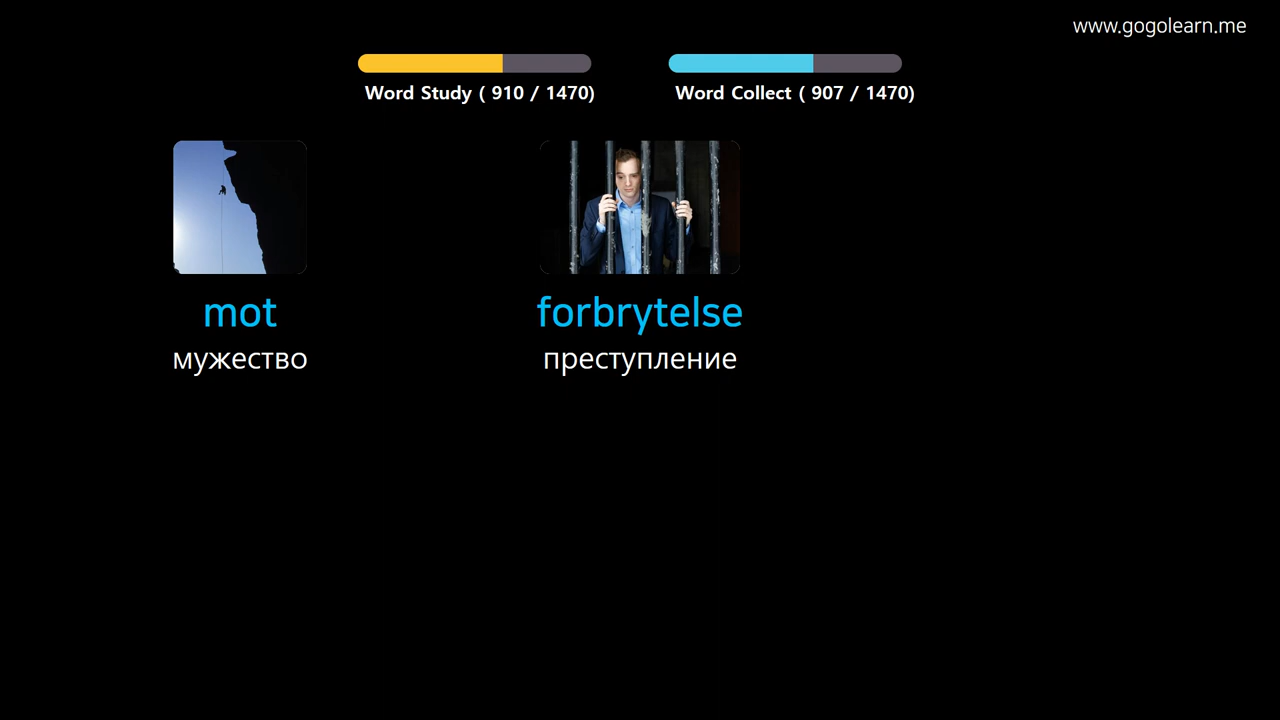 www.gogolearn.me
Word Study ( 910 / 1470)
Word Collect ( 907 / 1470)
mot
мужество
forbrytelse
преступление